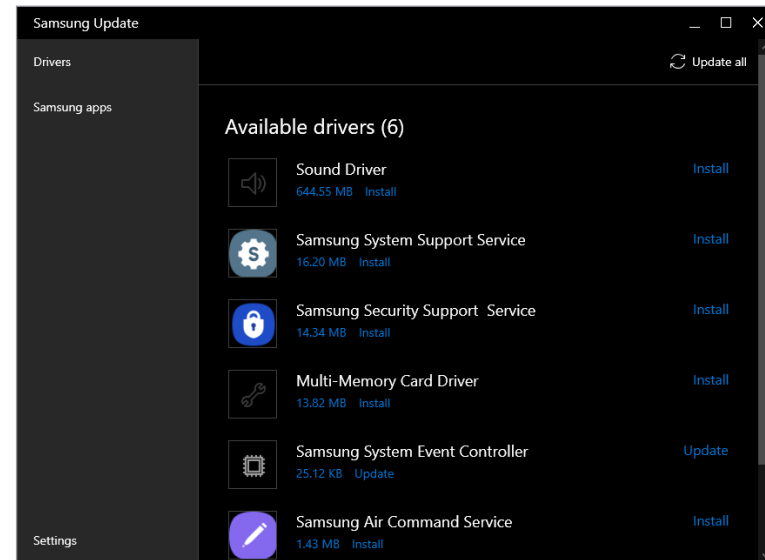 Samsung Update
Drivers
Update all
Samsung apps
Available drivers (6)
Sound Driver
Install
644.55 MB Install
Samsung System Support Service
Install
16.20 MB Install
Samsung Security Support Service
Install
14.34 MB Install
Multi-Memory Card Driver
Install
13.82 MB Install
Samsung System Event Controller
Update
25.12 KB Update
Samsung Air Command Service
Install
1.43 MB Install
Settings